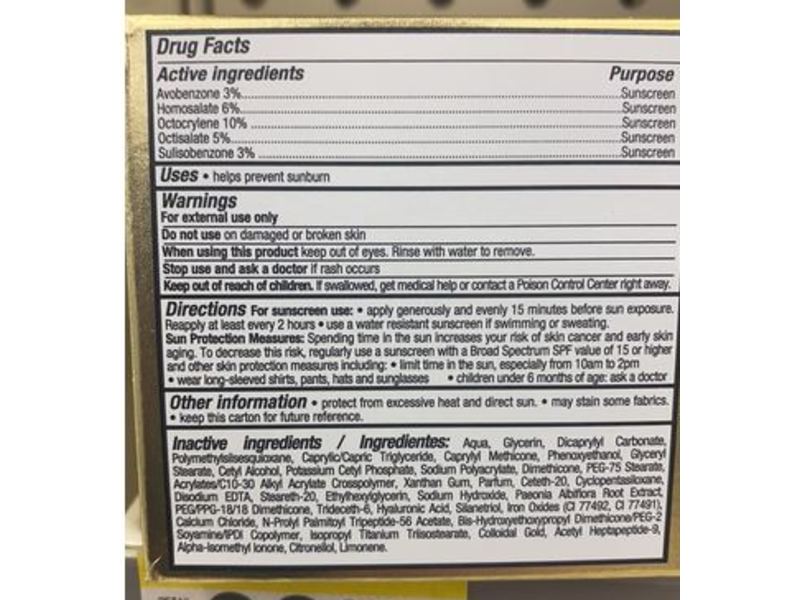 Drug Facts
Active ingredients Purpose
Avobenzone 3%..........Sunscreen
Homosalate 6%..........Sunscreen
Octocrylene 10% ..........Sunscreen
Octisalate 5%..........Sunscreen
Sulisobenzone 3% ..........Sunscreen
Uses • helps prevent sunburn
Warnings
For external use only
Do not use on damaged or broken skin
When using this product keep out of eyes. Rinse with water to remove.
Stop use and ask a doctor if rash occurs
Keep out of reach of children. If swallowed, get medical help or contact a Poison Control Center right away.
Directions For sunscreen use: • apply generously and evenly 15 minutes before sun exposure.
Reapply at least every 2 hours • use a water resistant sunscreen if swimming or sweating.
Sun Protection Measures: Spending time in the sun increases your risk of skin cancer and early skin
aging. To decrease this risk, regularly use a sunscreen with a Broad Spectrum SPF value of 15 or higher
and other skin protection measures including: • limit time in the sun, especially from 10am to 2pm
• wear long-sleeved shirts, pants, hats and sunglasses • children under 6 months of age: ask a doctor
Other information • protect from excessive heat and direct sun. • may stain some fabrics.
• keep this carton for future reference.
Inactive ingredients / Ingredientes: Aqua, Glycerin, Dicaprylyl Carbonate,
Polymethylsilsesquioxane, Caprylic/Capric Triglyceride, Caprylyl Methicone, Phenoxyethanol, Glyceryl
Stearate, Cetyl Alcohol, Potassium Cetyl Phosphate, Sodium Polyacrylate, Dimethicone, PEG-75 Stearate,
Acrylates/C10-30 Alkyl Acrylate Crosspolymer, Xanthan Gum, Parfum, Ceteth-20, Cyclopentasiloxane,
Disodium EDTA, Steareth-20, Ethylhexylglycerin, Sodium Hydroxide, Paeonia Albiflora Root Extract,
PEG/PPG-18/18 Dimethicone, Trideceth-6, Hyaluronic Acid, Silanetriol, Iron Oxides (CI 77492, CI 77491),
Calcium Chloride, N-Prolyl Palmitoyl Tripeptide-56 Acetate, Bis-Hydroxyethoxypropyl Dimethicone/PEG-2
Soyamine/IPDI Copolymer, Isopropyl Titanium Triisostearate, Colloidal Gold, Acetyl Heptapeptide-9,
Alpha-Isomethyl Ionone, Citronellol, Limonene.